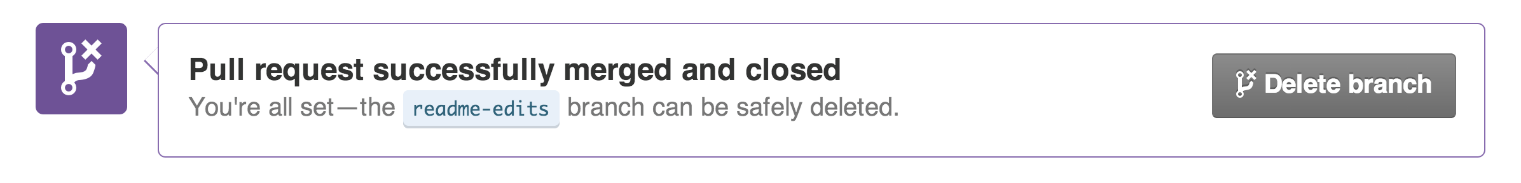 Pull request successfully merged and closed
You're all set—the readme-edits branch can be safely deleted.
Delete branch